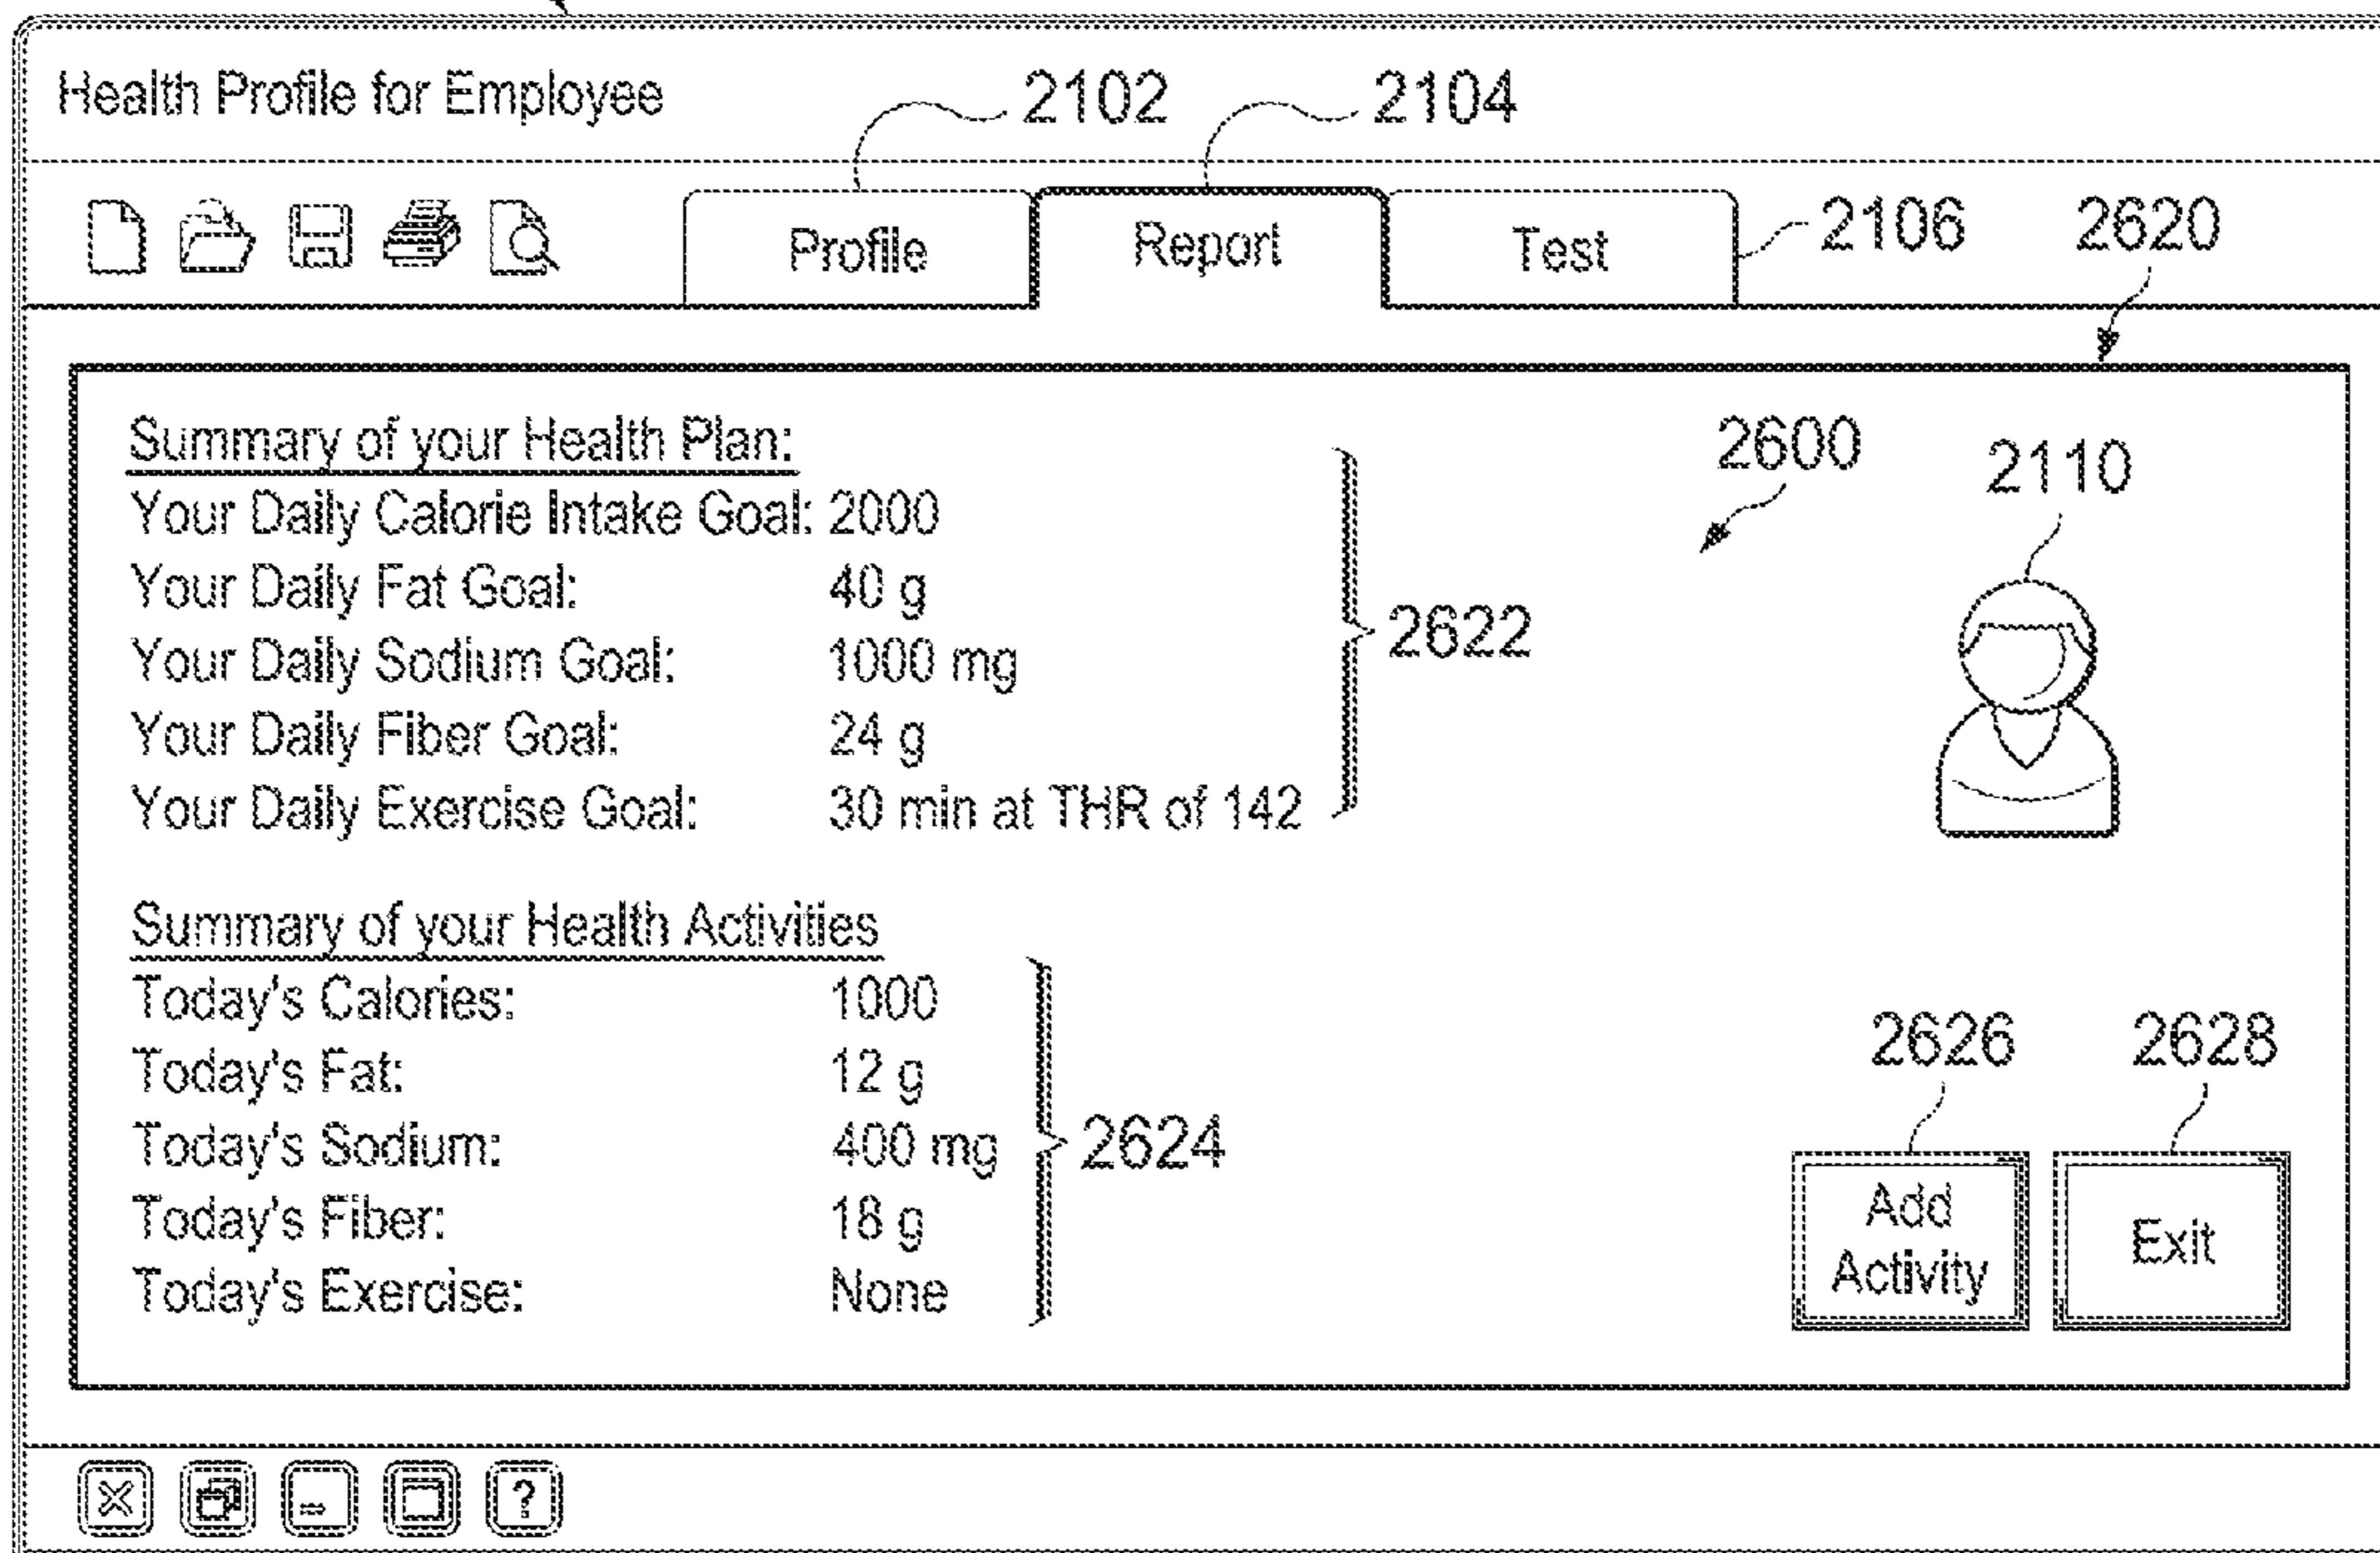 Health Profile for Employee
2102
2104
Profile
Report
Test
2106
2620
Summary of your Health Plan:
Your Daily Calorie Intake Goal: 2000
Your Daily Fat Goal: 40 g
Your Daily Sodium Goal: 1000 mg
Your Daily Fiber Goal: 24 g
Your Daily Exercise Goal: 30 min at THR of 142
2622
2600
2110
Summary of your Health Activities
Today's Calories: 1000
Today's Fat: 12 g
Today's Sodium: 400 mg
Today's Fiber: 18 g
Today's Exercise: None
2624
2626
2628
Add
Activity
Exit
?